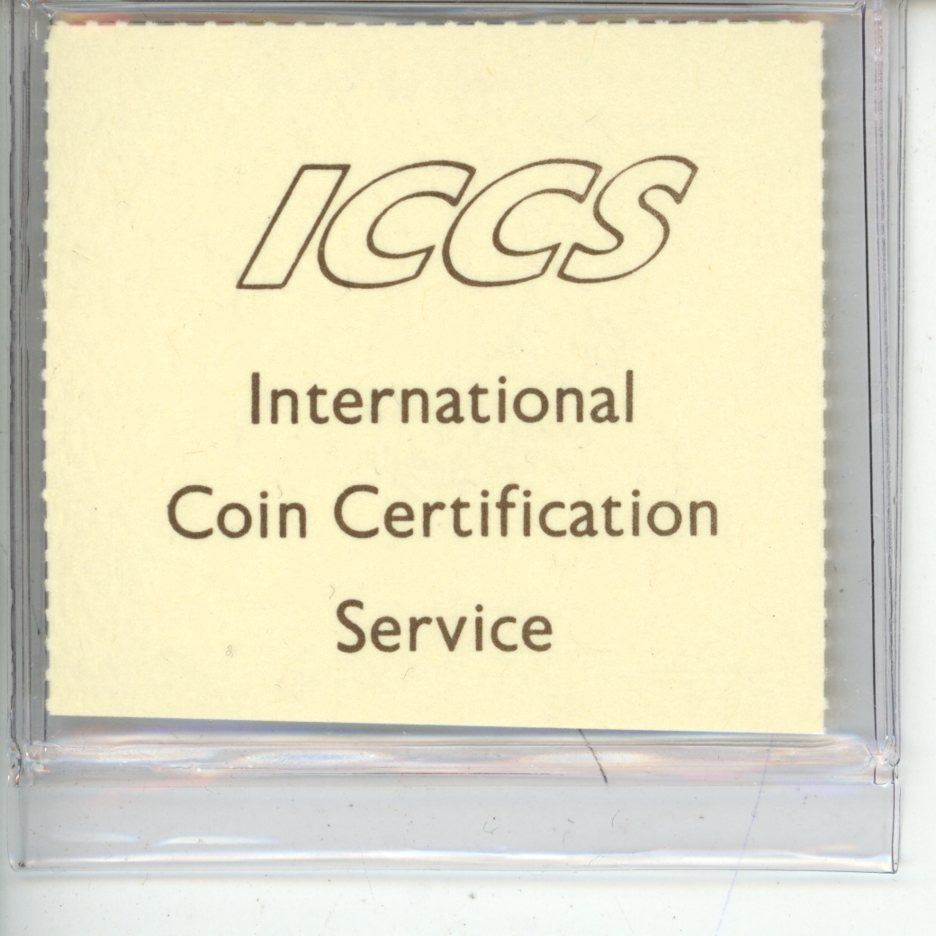 ICCS
International
Coin Certification
Service